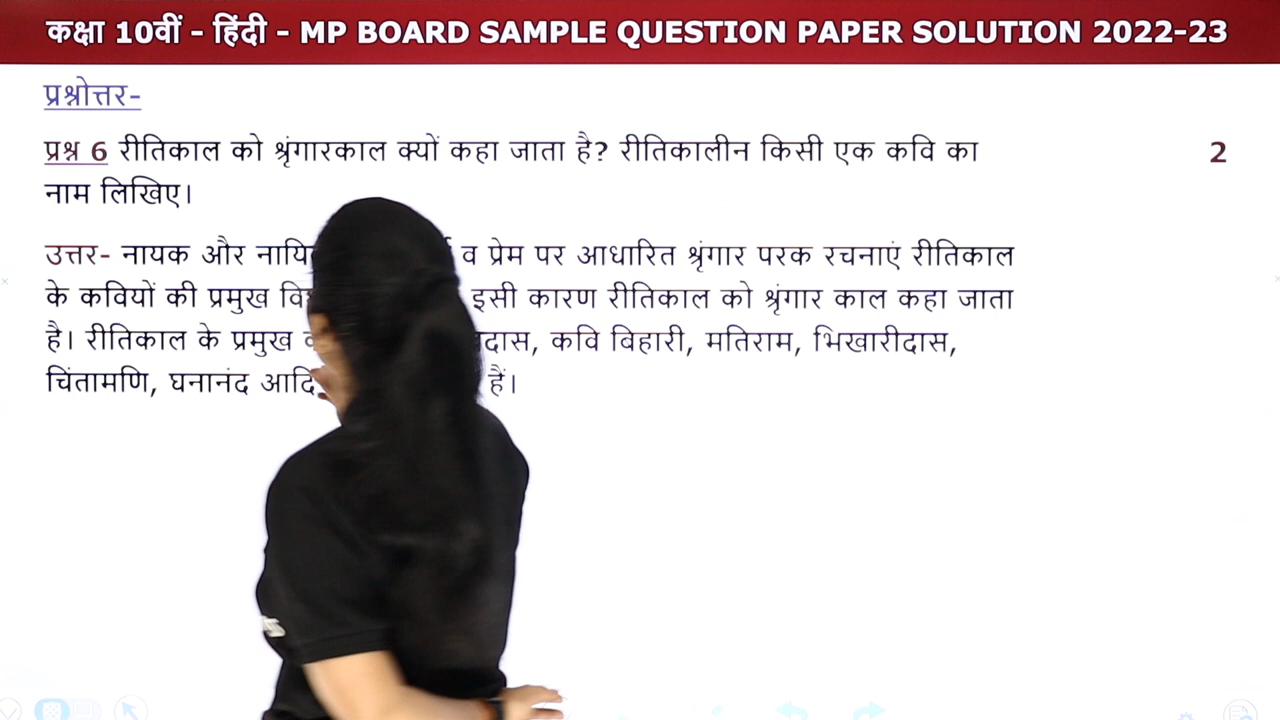 कक्षा 10वीं - हिंदी - MP BOARD SAMPLE QUESTION PAPER SOLUTION 2022-23
प्रश्नोत्तर-
प्रश्न 6 रीतिकाल को श्रृंगारकाल क्यों कहा जाता है? रीतिकालीन किसी एक कवि का 2
नाम लिखिए।
उत्तर- नायक और व प्रेम पर आधारित श्रृंगार परक रचनाएं रीतिकाल
के कवियों की प्रमुख इसी कारण रीतिकाल को श्रृंगार काल कहा जाता
है। रीतिकाल के प्रमुख कवि बिहारी, मतिराम, भिखारीदास,
चिंतामणि, घनानंद आदि हैं।